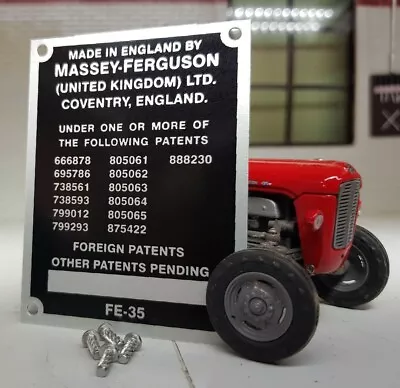 MADE IN ENGLAND BY
MASSEY-FERGUSON
(UNITED KINGDOM) LTD.
COVENTRY, ENGLAND.
UNDER ONE OR MORE OF
THE FOLLOWING PATENTS
666878 805061 888230
695786 805062
738561 805063
738593 805064
799012 805065
799293 875422
FOREIGN PATENTS
OTHER PATENTS PENDING
FE-35